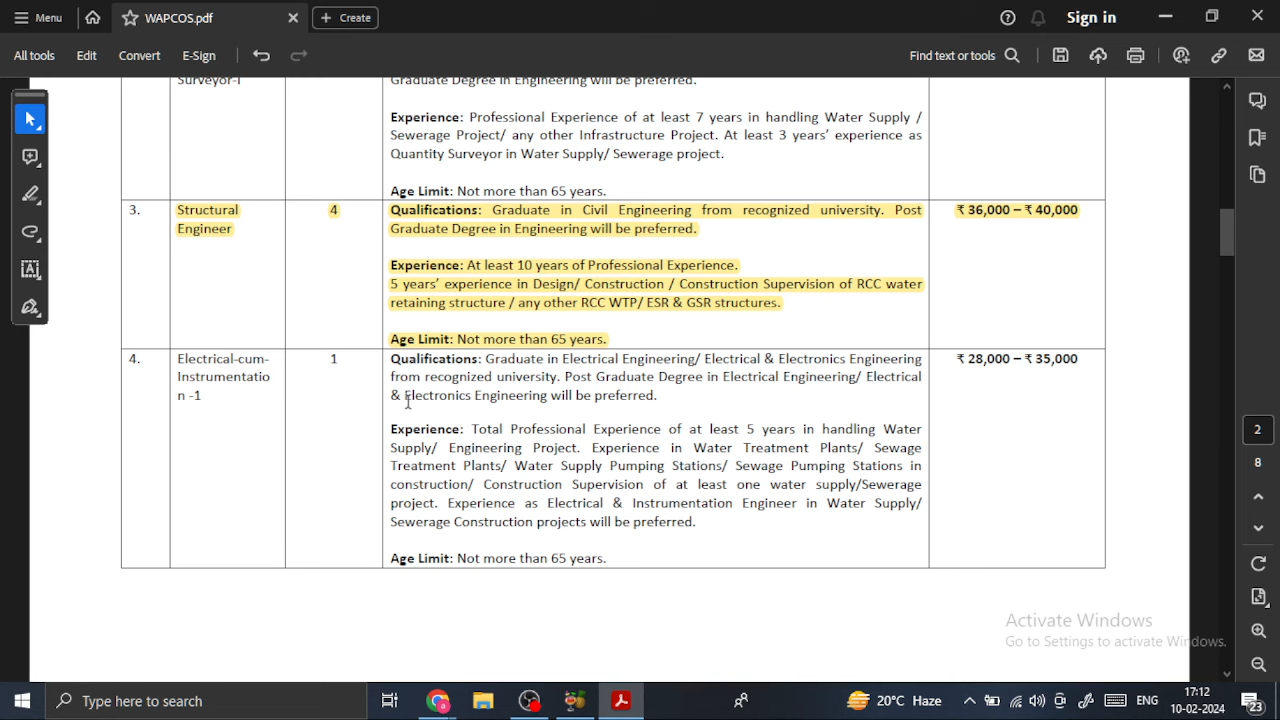 Menu
WAPCOS.pdf
Create
Sign in
All tools
Edit
Convert
E-Sign
Find text or tools
Surveyor-I
Graduate Degree in Engineering will be preferred.
Experience: Professional Experience of at least 7 years in handling Water Supply /
Sewerage Project/ any other Infrastructure Project. At least 3 years’ experience as
Quantity Surveyor in Water Supply/ Sewerage project.
Age Limit: Not more than 65 years.
3.
Structural
Engineer
4
Qualifications: Graduate in Civil Engineering from recognized university. Post
Graduate Degree in Engineering will be preferred.
Experience: At least 10 years of Professional Experience.
5 years’ experience in Design/ Construction / Construction Supervision of RCC water
retaining structure / any other RCC WTP/ ESR & GSR structures.
Age Limit: Not more than 65 years.
₹ 36,000 – ₹ 40,000
4.
Electrical-cum-
Instrumentatio
n -1
1
Qualifications: Graduate in Electrical Engineering/ Electrical & Electronics Engineering
from recognized university. Post Graduate Degree in Electrical Engineering/ Electrical
& Electronics Engineering will be preferred.
Experience: Total Professional Experience of at least 5 years in handling Water
Supply/ Engineering Project. Experience in Water Treatment Plants/ Sewage
Treatment Plants/ Water Supply Pumping Stations/ Sewage Pumping Stations in
construction/ Construction Supervision of at least one water supply/Sewerage
project. Experience as Electrical & Instrumentation Engineer in Water Supply/
Sewerage Construction projects will be preferred.
Age Limit: Not more than 65 years.
₹ 28,000 – ₹ 35,000
2
8
Activate Windows
Go to Settings to activate Windows.
Type here to search
20°C Haze
ENG
17:12
10-02-2024
23